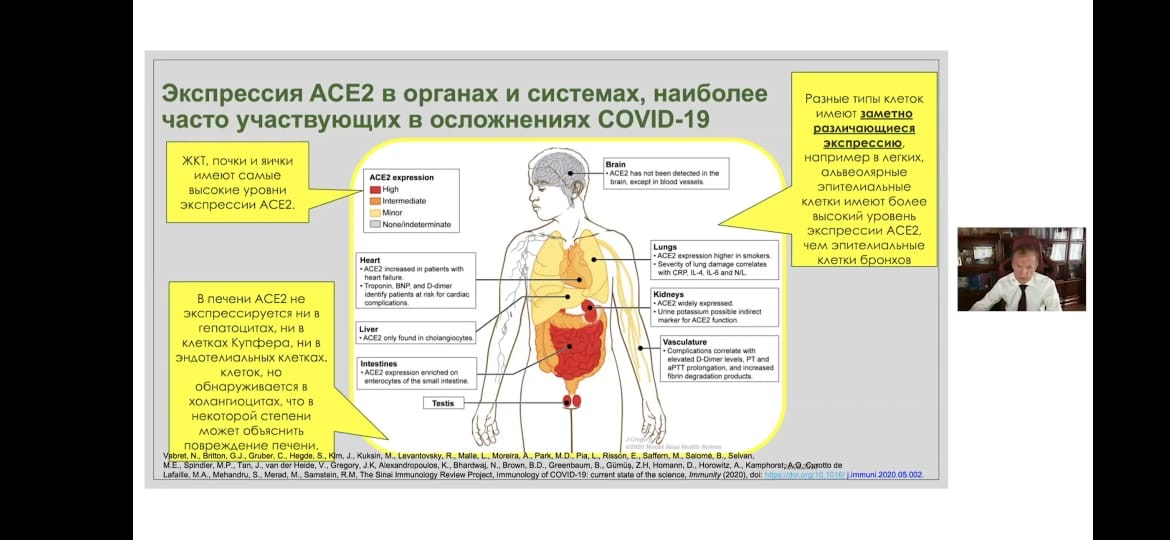 Экспрессия ACE2 в органах и системах, наиболее
часто участвующих в осложнениях COVID-19
ЖКТ, почки и яички
имеют самые
высокие уровни
экспрессии ACE2.
ACE2 expression
High
Intermediate
Minor
None/indeterminate
Brain
• ACE2 has not been detected in the
brain, except in blood vessels.
Разные типы клеток
имеют заметно
различающиеся
экспрессию,
например в легких,
альвеолярные
эпителиальные
клетки имеют более
высокий уровень
экспрессии ACE2,
чем эпителиальные
клетки бронхов
Heart
• ACE2 increased in patients with
heart failure.
• Troponin, BNP, and D-dimer
identify patients at risk for cardiac
complications.
Lungs
• ACE2 expression higher in smokers.
• Severity of lung damage correlates
with CRP, IL-4, IL-6 and N/L.
Kidneys
• ACE2 widely expressed.
• Urine potassium possible indirect
marker for ACE2 function.
Liver
• ACE2 only found in cholangiocytes.
Vasculature
• Complications correlate with
elevated D-Dimer levels, PT and
aPTT prolongation, and increased
fibrin degradation products.
Intestines
• ACE2 expression enriched on
enterocytes of the small intestine.
Testis
В печени ACE2 не
экспрессируется ни в
гепатоцитах, ни в
клетках Купфера, ни в
эндотелиальных клетках.
клеток, но
обнаруживается в
холангиоцитах, что в
некоторой степени
может объяснить
повреждение печени.
©2020 Mount Sinai Health System
Vabret, N., Britton, G.J., Gruber, C., Hegde, S., Kim, J., Kuksin, M., Levantovsky, R., Malle, L., Moreira, A., Park, M.D., Pia, L., Risson, E., Saffern, M., Salomé, B., Selvan,
M.E., Spindler, M.P., Tan, J., van der Heide, V., Gregory, J.K, Alexandropoulos, K., Bhardwaj, N., Brown, B.D., Greenbaum, B., Gümüş, Z.H, Homann, D., Horowitz, A., Kamphorst, A.O, Curotto de
Lafaille, M.A., Mehandru, S., Merad, M., Samstein, R.M, The Sinai Immunology Review Project, Immunology of COVID-19: current state of the science, Immunity (2020), doi: https://doi.org/10.1016/ j.immuni.2020.05.002.